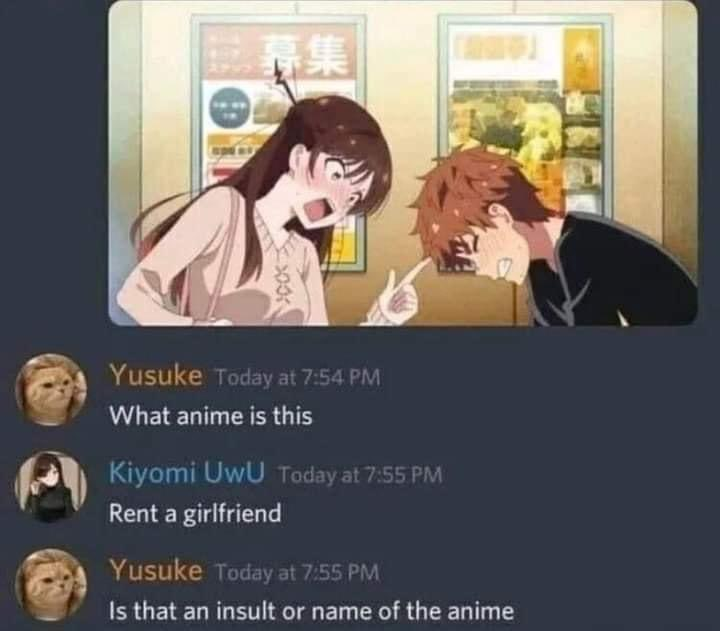 募集
Yusuke Today at 7:54 PM
What anime is this
Kiyomi UwU Today at 7:55 PM
Rent a girlfriend
Yusuke Today at 7:55 PM
Is that an insult or name of the anime